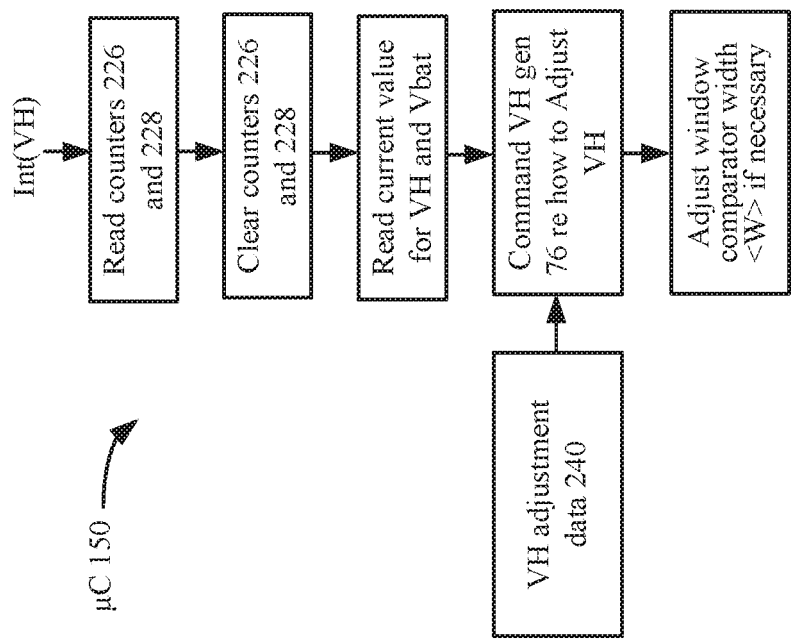 µC 150
Int(VH)
Read counters 226
and 228
Clear counters 226
and 228
Read current value
for VH and Vbat
VH adjustment
data 240
Command VH gen
76 re how to Adjust
VH
Adjust window
comparator width
<W> if necessary